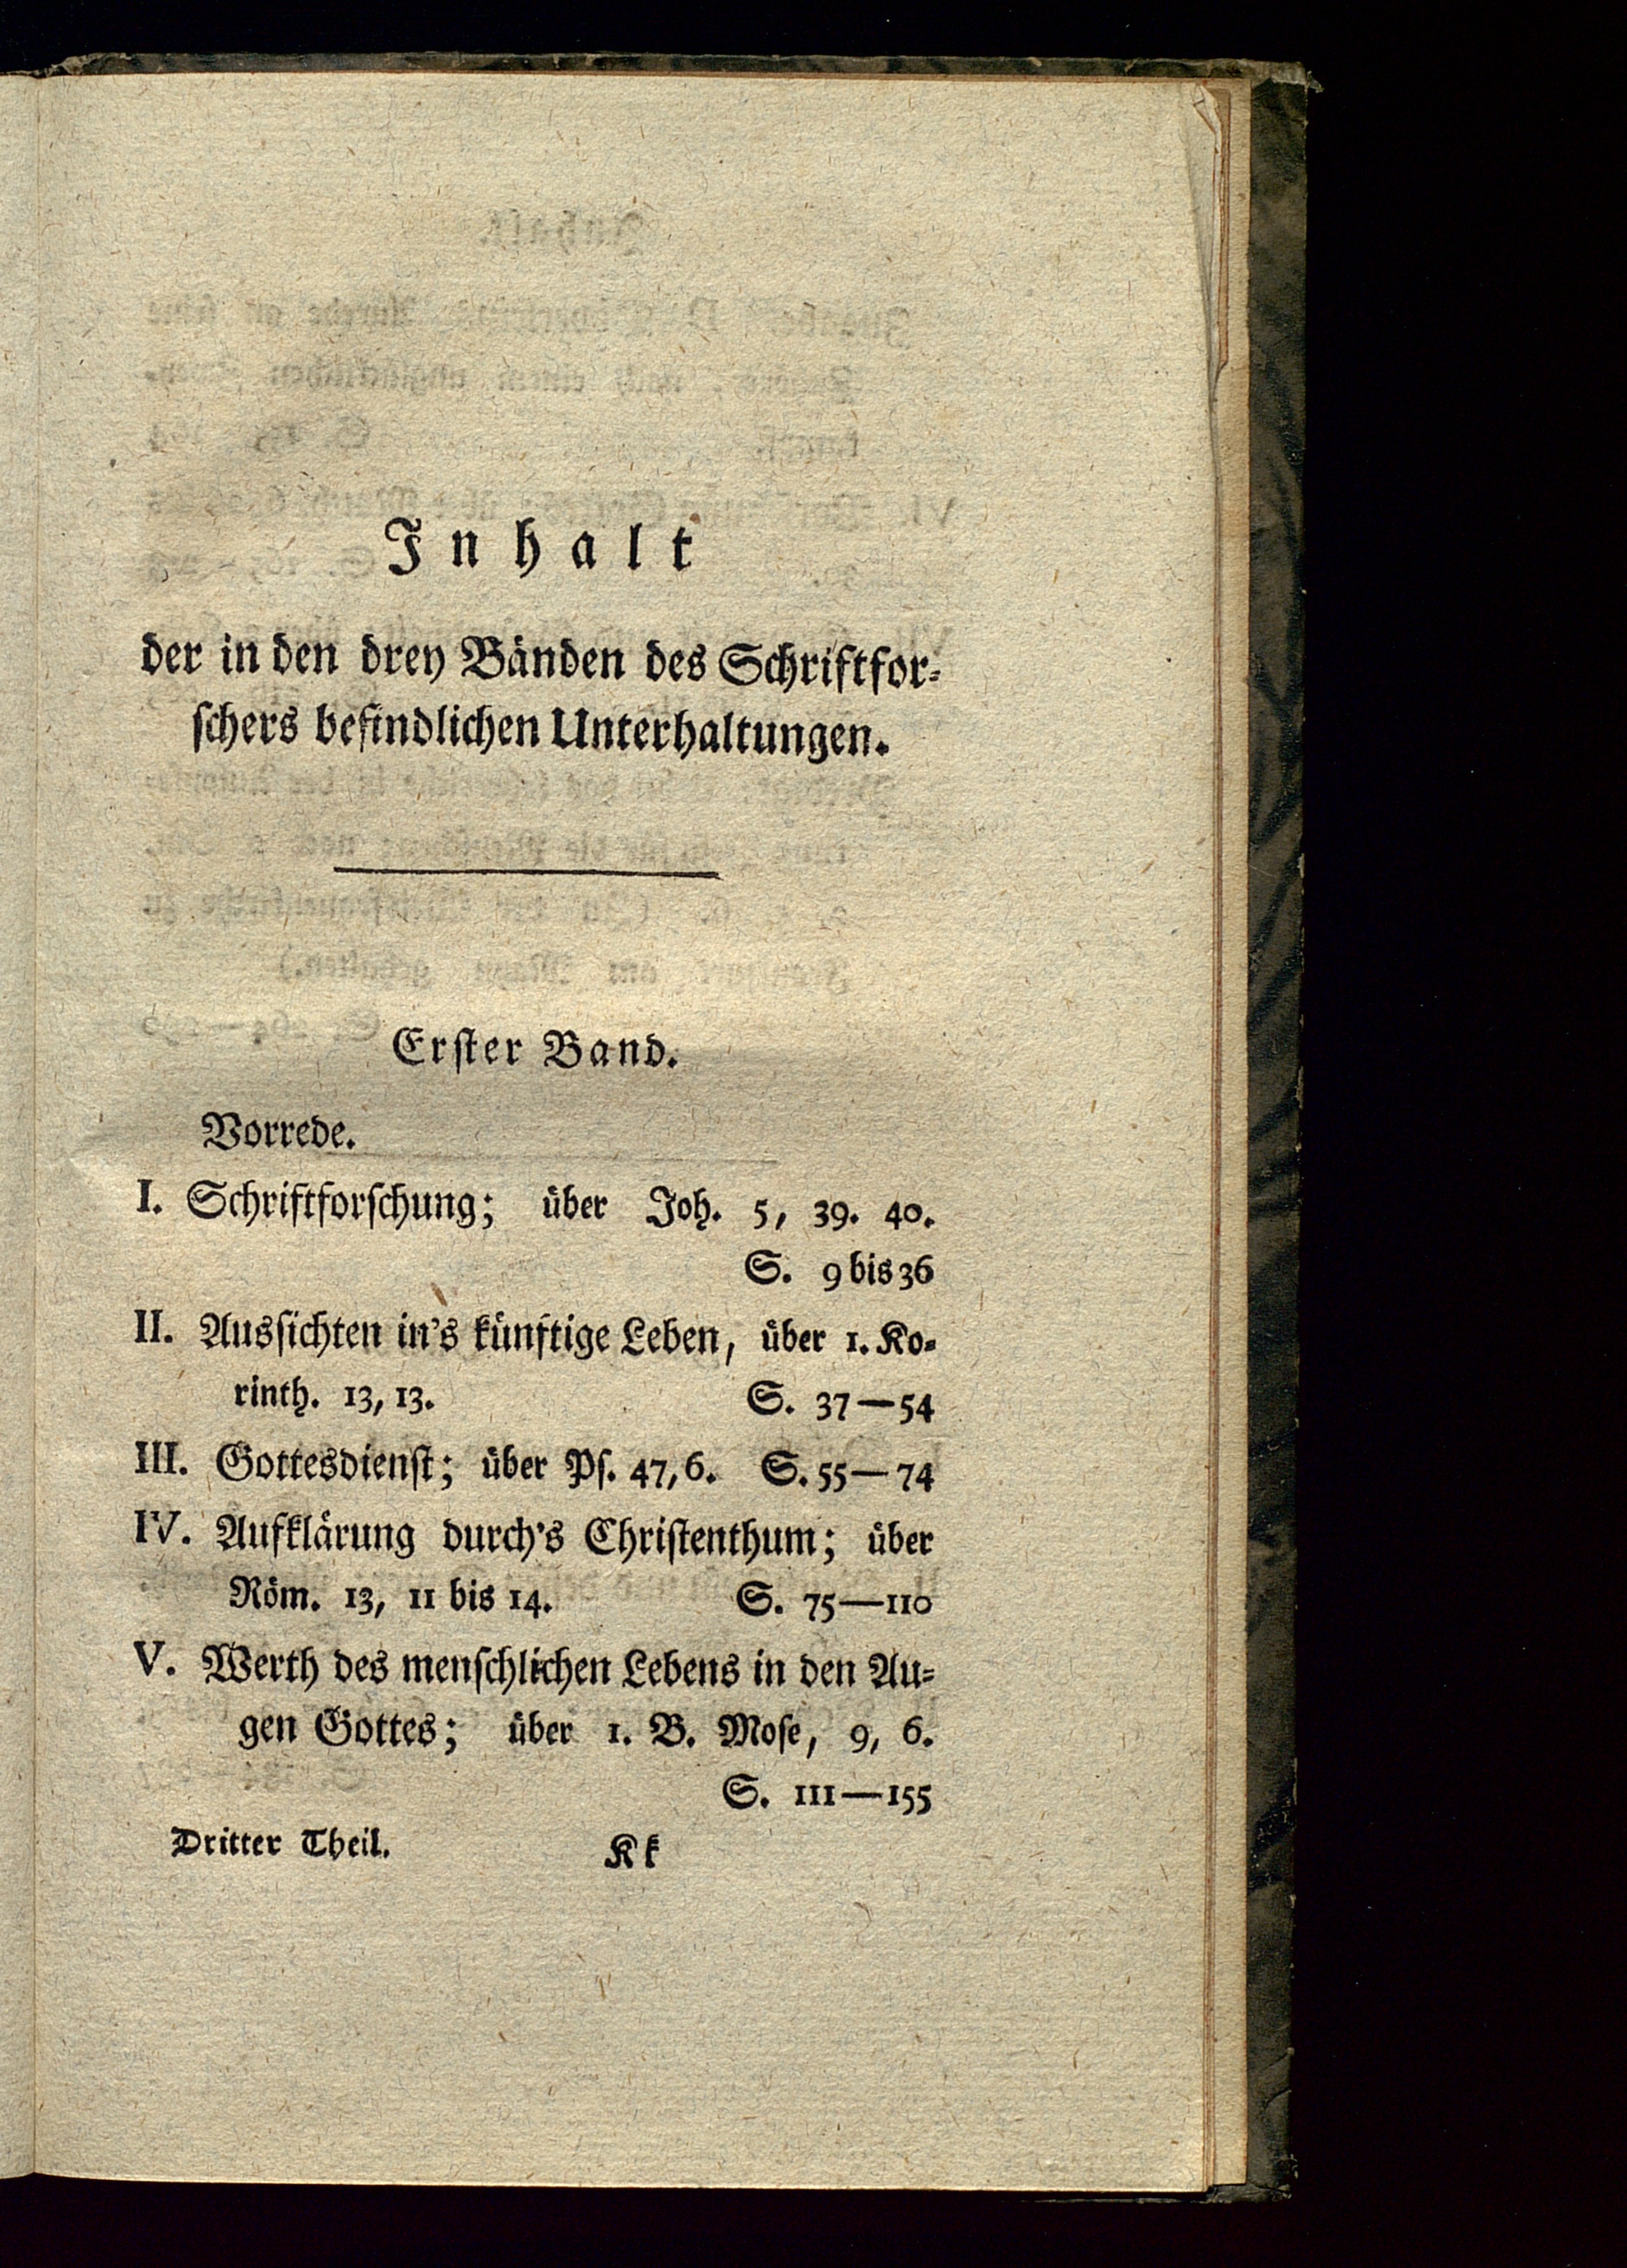 Inhalt
der in den drey Bänden des Schriftfor⸗
ſchers befindlichen Unterhaltungen.
Erſter Band.
Vorrede.
I. Schriftforſchung; über Joh. 5, 39. 40.
S. 9 bis 36
II. Ausſichten in's künftige Leben, über 1. Ko⸗
rinth. 13, 13. S. 37—54
III. Gottesdienſt; über Pſ. 47, 6. S. 55—74
IV. Aufklärung durch's Chriſtenthum; über
Röm. 13, 11 bis 14. S. 75—110
V. Werth des menſchlichen Lebens in den Au⸗
gen Gottes; über 1. B. Moſe, 9, 6.
S. 111—155
Dritter Theil. Kk